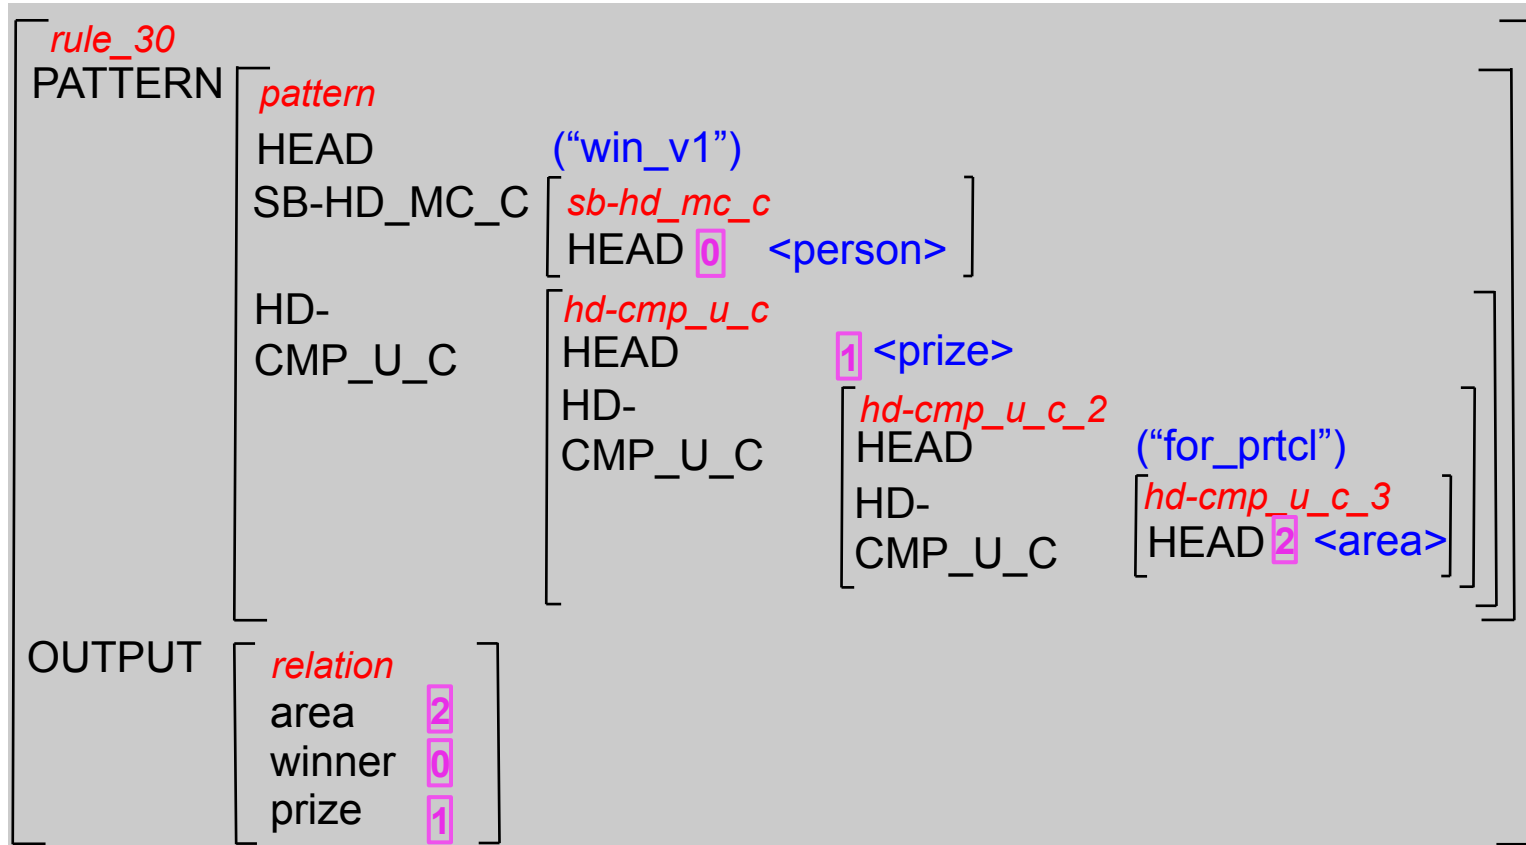 rule_30
PATTERN
pattern
HEAD ("win_v1")
SB-HD_MC_C
sb-hd_mc_c
HEAD 0 <person>
HD-
CMP_U_C
hd-cmp_u_c
HEAD 1 <prize>
HD-
CMP_U_C
hd-cmp_u_c_2
HEAD (“for_prtcl”)
HD-
CMP_U_C
hd-cmp_u_c_3
HEAD 2 <area>
OUTPUT
relation
area 2
winner 0
prize 1